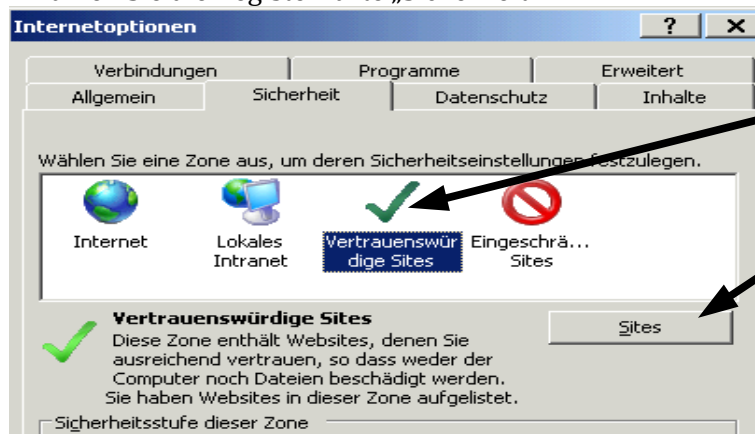 Internetoptionen ? X
Verbindungen Programme Erweitert
Allgemein Sicherheit Datenschutz Inhalte
Wählen Sie eine Zone aus, um deren Sicherheitseinstellungen festzulegen.
Internet Lokales Vertrauenswür Eingeschrä...
Intranet dige Sites Sites
Vertrauenswürdige Sites
Sites
Diese Zone enthält Websites, denen Sie
ausreichend vertrauen, so dass weder der
Computer noch Dateien beschädigt werden.
Sie haben Websites in dieser Zone aufgelistet.
Sicherheitsstufe dieser Zone